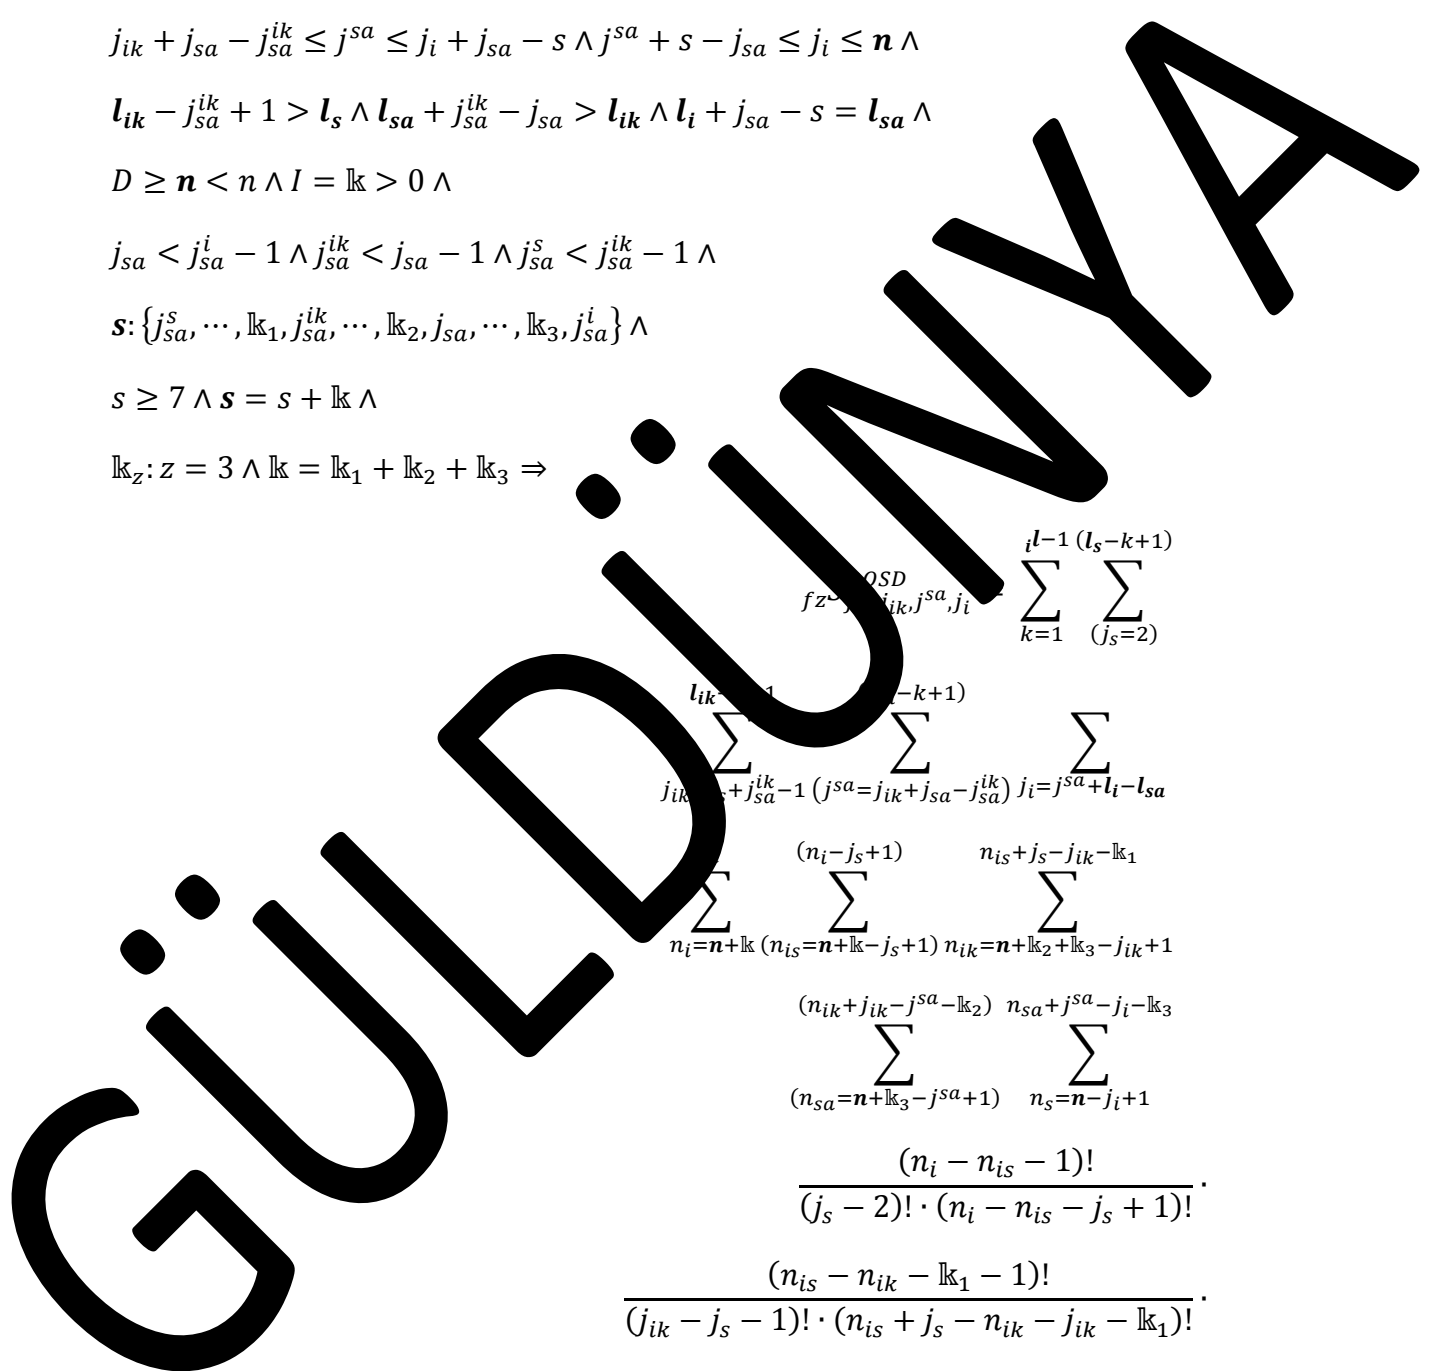 j_{ik} + j_{sa} − j_{sa}^{ik} ≤ j^{sa} ≤ j_i + j_{sa} − s ∧ j^{sa} + s − j_{sa} ≤ j_i ≤ 𝒏 ∧
𝒍_{𝒊𝒌} − j_{sa}^{ik} + 1 > 𝒍_𝒔 ∧ 𝒍_{𝒔𝒂} + j_{sa}^{ik} − j_{sa} > 𝒍_{𝒊𝒌} ∧ 𝒍_𝒊 + j_{sa} − s = 𝒍_{𝒔𝒂} ∧
D ≥ 𝒏 < n ∧ I = 𝕜 > 0 ∧
j_{sa} < j_{sa}^i − 1 ∧ j_{sa}^{ik} < j_{sa} − 1 ∧ j_{sa}^s < j_{sa}^{ik} − 1 ∧
𝒔: {j_{sa}^s, ⋯, 𝕜_1, j_{sa}^{ik}, ⋯, 𝕜_2, j_{sa}, ⋯, 𝕜_3, j_{sa}^i} ∧
s ≥ 7 ∧ 𝒔 = s + 𝕜 ∧
𝕜_z: z = 3 ∧ 𝕜 = 𝕜_1 + 𝕜_2 + 𝕜_3 ⇒
∑_{k=1}^{_𝒊𝒍−1} ∑_{(j_s=2)}^{(𝒍_𝒔−k+1)}
∑ ∑_{(j^{sa}=j_{ik}+j_{sa}−j_{sa}^{ik})} ∑_{j_i=j^{sa}+𝒍_𝒊−𝒍_{𝒔𝒂}}
∑_{n_i=𝒏+𝕜} ∑_{(n_{is}=𝒏+𝕜−j_s+1)}^{(n_i−j_s+1)} ∑_{n_{ik}=𝒏+𝕜_2+𝕜_3−j_{ik}+1}^{n_{is}+j_s−j_{ik}−𝕜_1}
∑_{(n_{sa}=𝒏+𝕜_3−j^{sa}+1)}^{(n_{ik}+j_{ik}−j^{sa}−𝕜_2)} ∑_{n_s=𝒏−j_i+1}^{n_{sa}+j^{sa}−j_i−𝕜_3}
(n_i − n_{is} − 1)!
(j_s − 2)! · (n_i − n_{is} − j_s + 1)! ·
(n_{is} − n_{ik} − 𝕜_1 − 1)!
(j_{ik} − j_s − 1)! · (n_{is} + j_s − n_{ik} − j_{ik} − 𝕜_1)! ·
GÜLDÜNYA